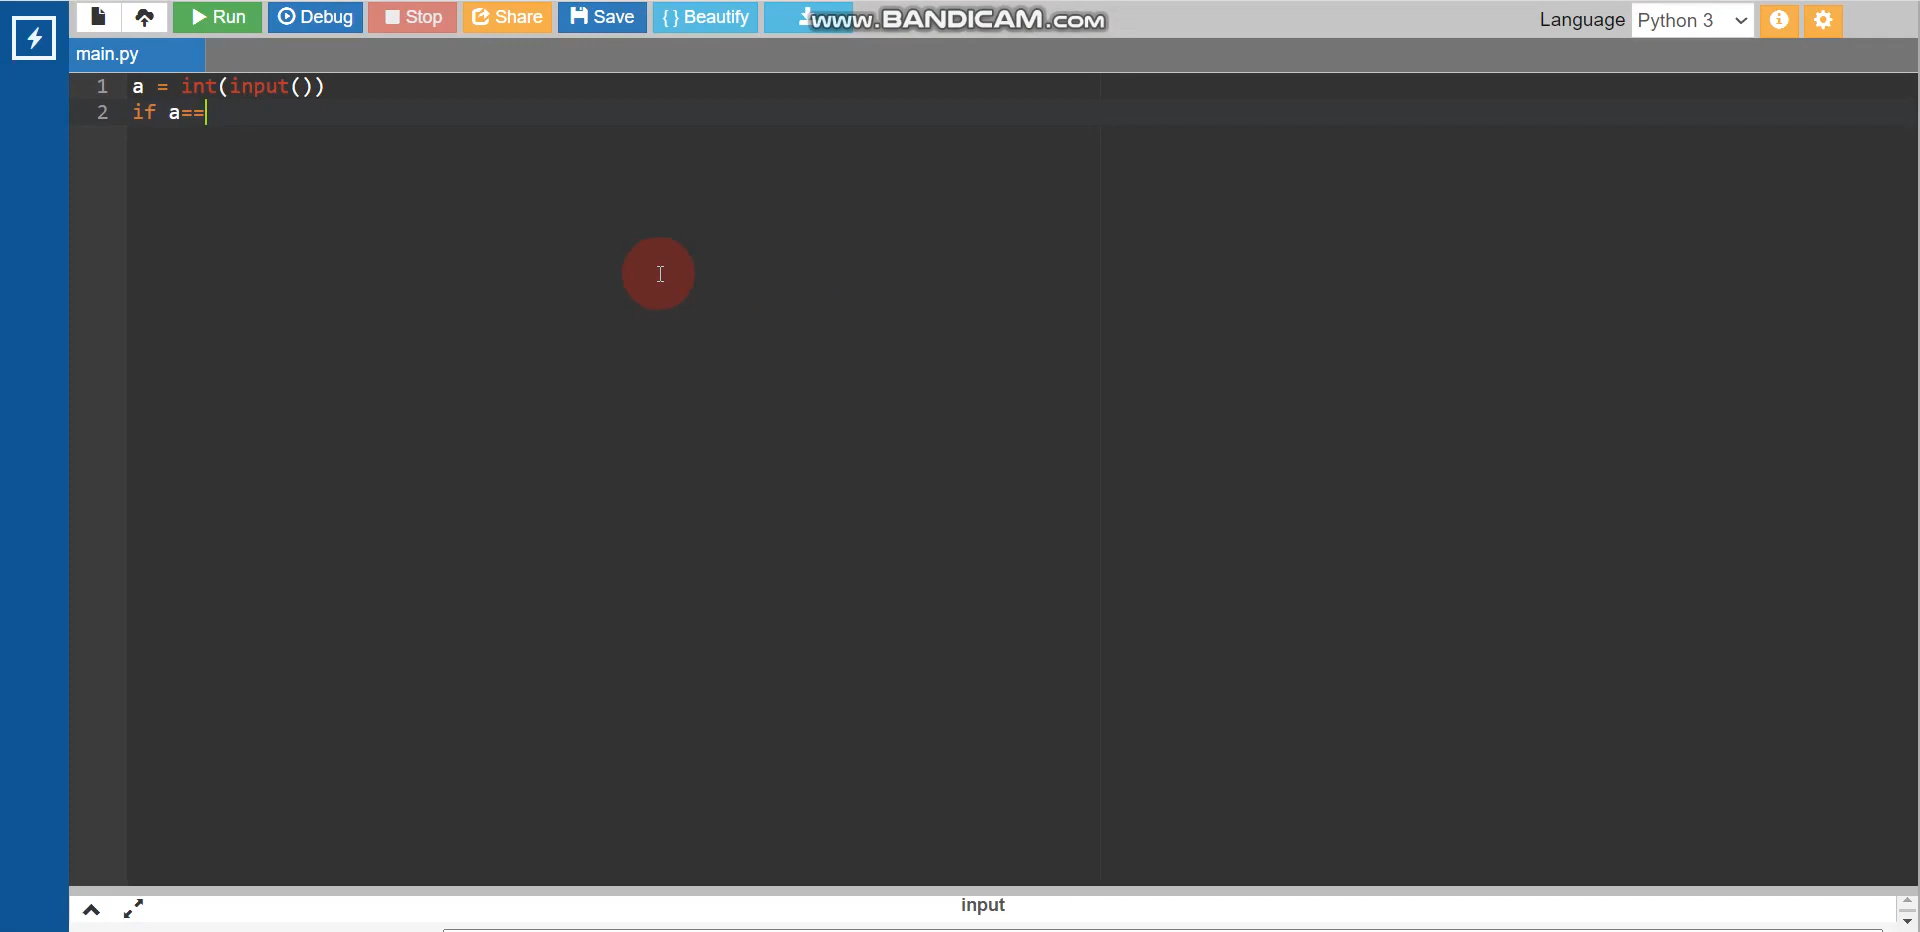 Run Debug Stop Share Save { } Beautify www.BANDICAM.com Language Python 3
main.py
1 a = int(input())
2 if a==
input